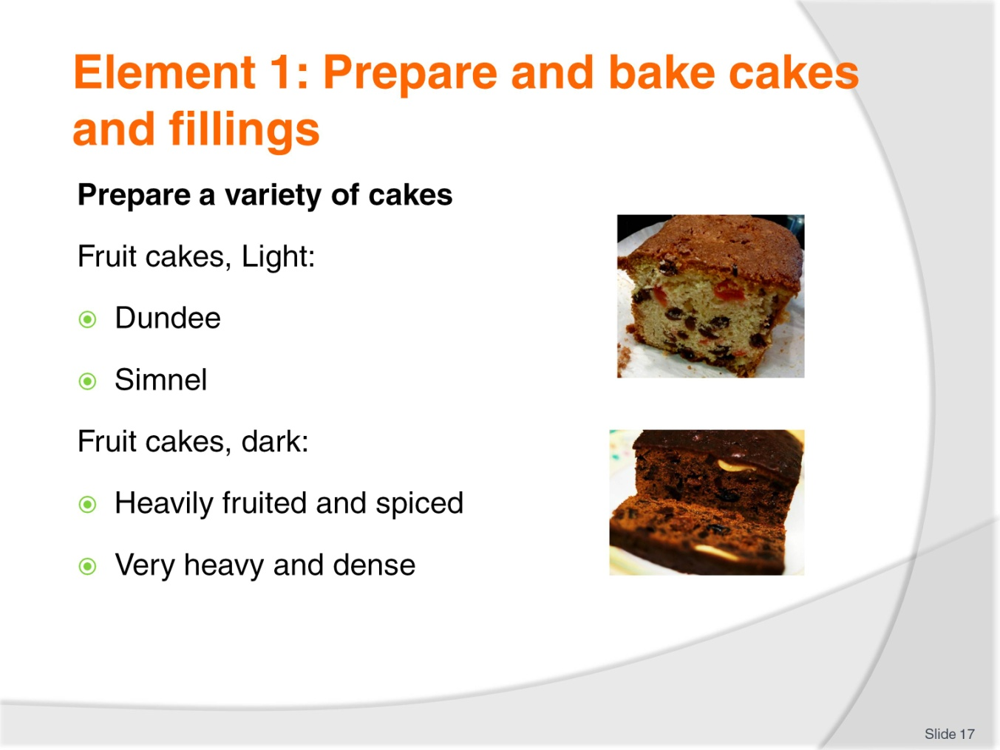 Element 1: Prepare and bake cakes
and fillings
Prepare a variety of cakes
Fruit cakes, Light:
Dundee
Simnel
Fruit cakes, dark:
Heavily fruited and spiced
Very heavy and dense
Slide 17